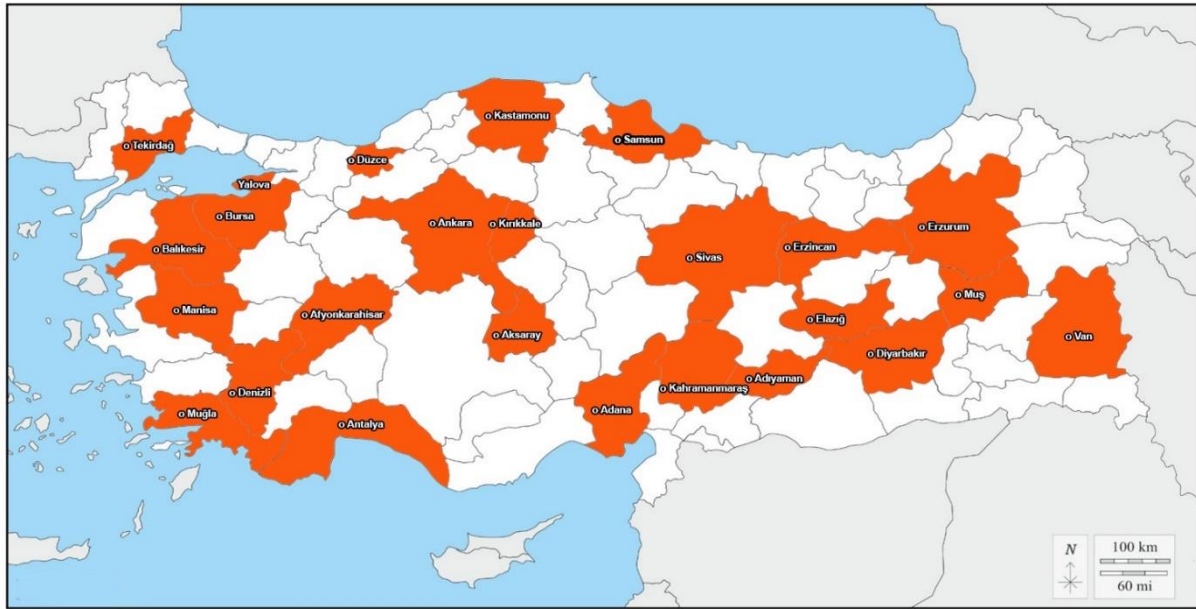 o Kastamonu
o Samsun
o Tekirdağ
o Düzce
Yalova
o Bursa
o Ankara
o Kırıkkale
o Erzurum
o Balıkesir
o Sivas
o Erzincan
o Manisa
o Afyonkarahisar
o Muş
o Elazığ
o Aksaray
o Van
o Diyarbakır
o Adıyaman
o Kahramanmaraş
o Denizli
o Muğla
o Adana
o Antalya
N
100 km
60 mi